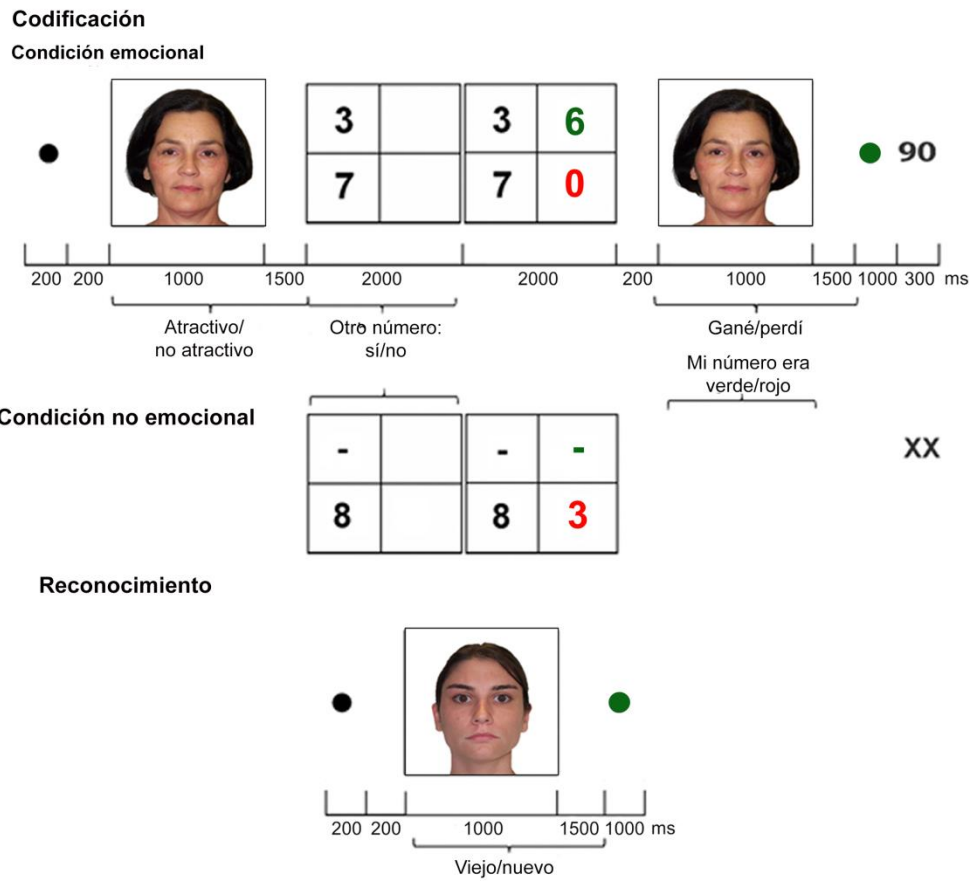 Codificación
Condición emocional
3 3 6
7 7 0
90
200 200 1000 1500 2000 2000 200 1000 1500 1000 300 ms
Atractivo/
no atractivo
Otro número:
sí/no
Gané/perdí
Mi número era
verde/rojo
Condición no emocional
- - -
8 8 3
XX
Reconocimiento
200 200 1000 1500 1000 ms
Viejo/nuevo